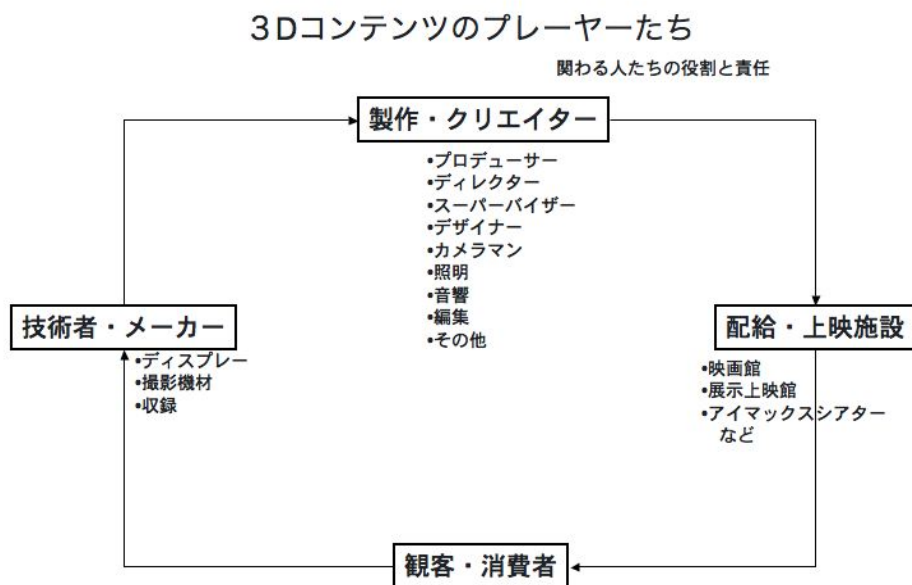 ３Dコンテンツのプレーヤーたち
関わる人たちの役割と責任
製作・クリエイター
•プロデューサー
•ディレクター
•スーパーバイザー
•デザイナー
•カメラマン
•照明
•音響
•編集
•その他
技術者・メーカー
•ディスプレー
•撮影機材
•収録
配給・上映施設
•映画館
•展示上映館
•アイマックスシアター
など
観客・消費者